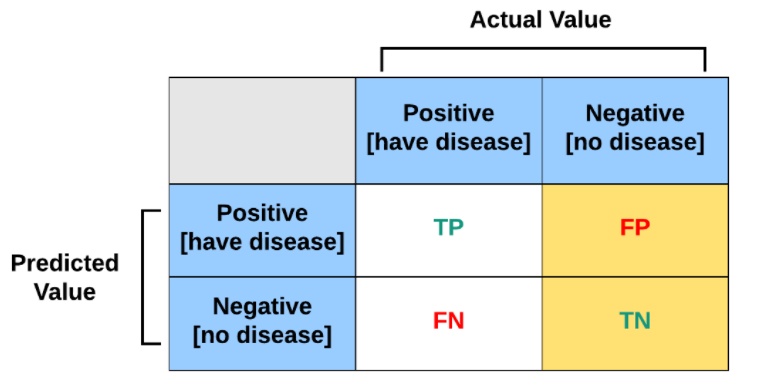 Actual Value
Positive
[have disease]
Negative
[no disease]
Positive
[have disease]
TP
FP
Predicted
Value
Negative
[no disease]
FN
TN